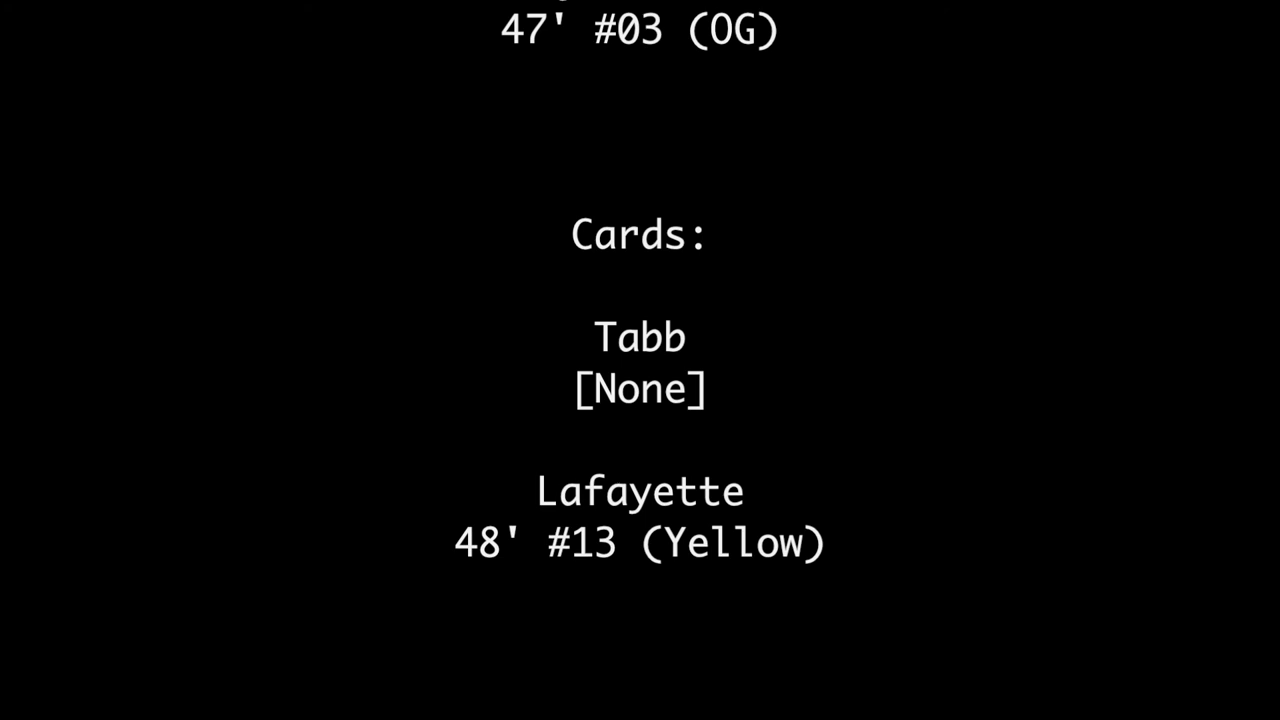 47' #03 (OG)
Cards:
Tabb
[None]
Lafayette
48' #13 (Yellow)